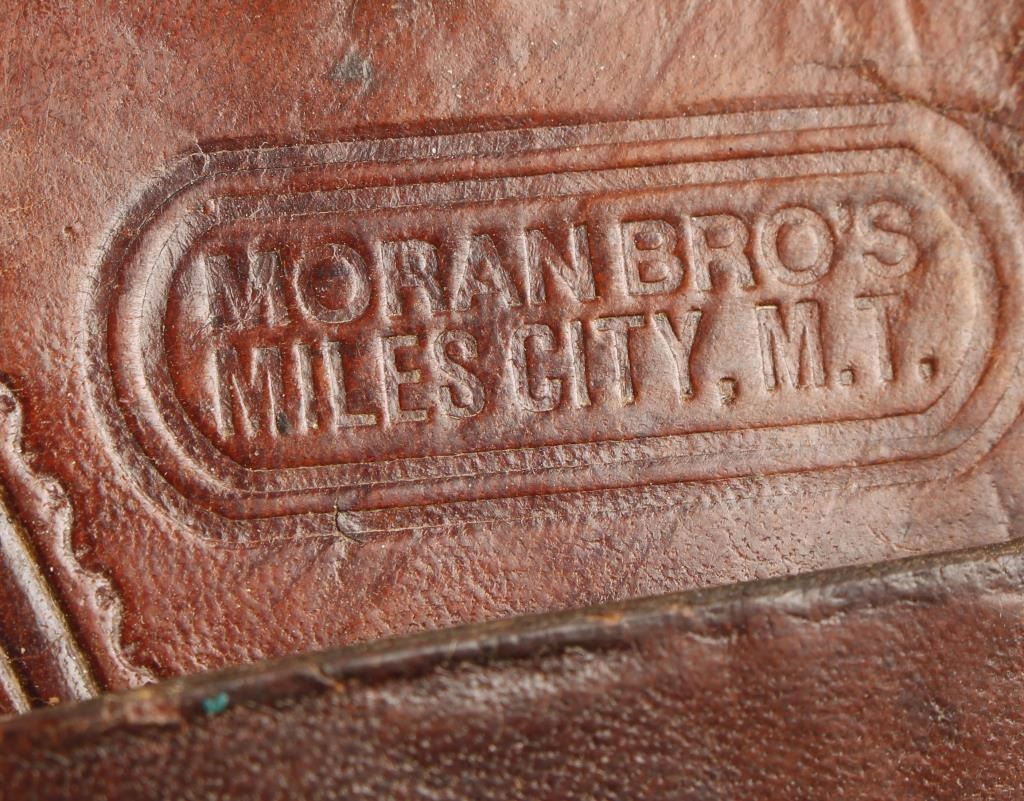 MORAN BRO'S
MILES CITY, M.T.,